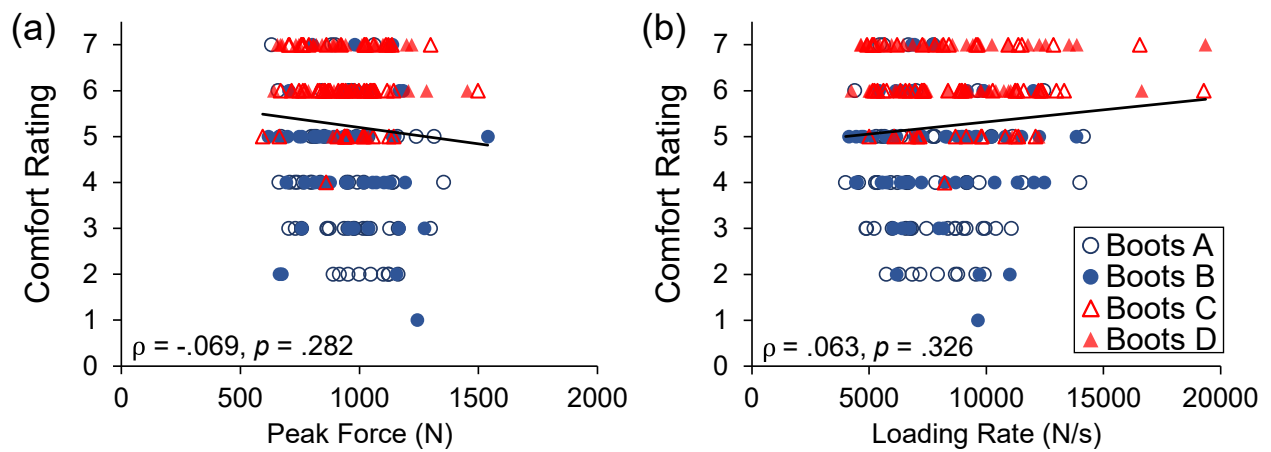 (a)
Comfort Rating
7
6
5
4
3
2
1
0
ρ = -.069, p = .282
0 500 1000 1500 2000
Peak Force (N)
(b)
Comfort Rating
7
6
5
4
3
2
1
0
Boots A
Boots B
Boots C
Boots D
ρ = .063, p = .326
0 5000 10000 15000 20000
Loading Rate (N/s)